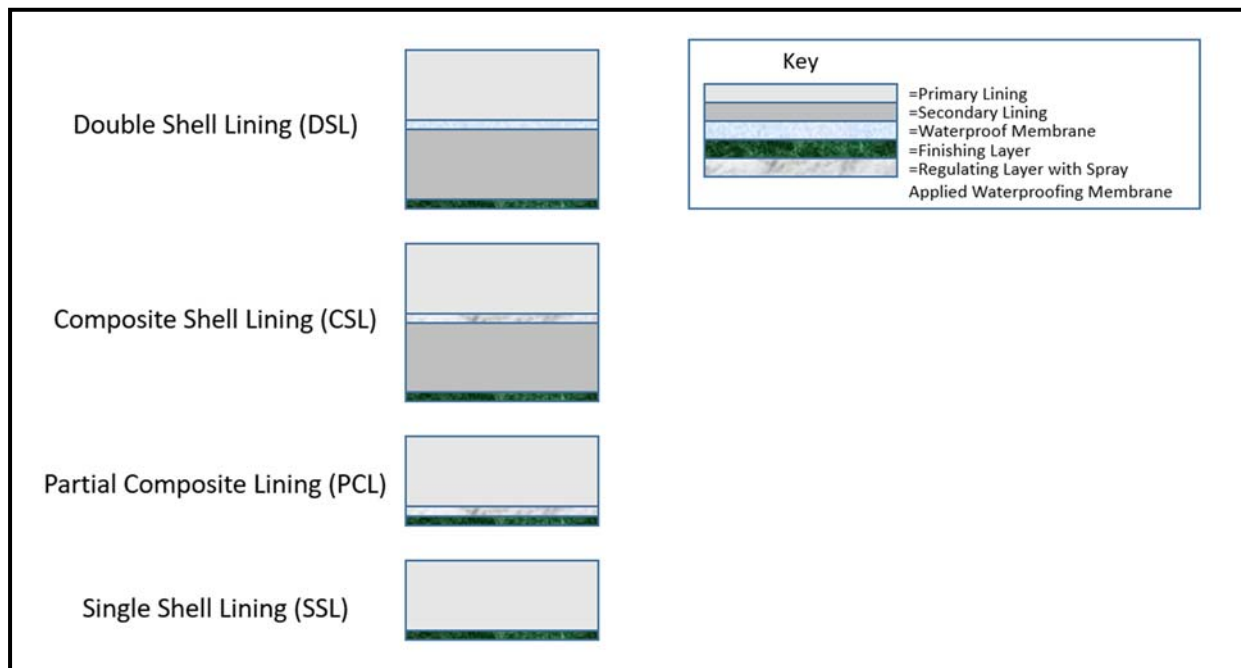 Double Shell Lining (DSL)
Key
=Primary Lining
=Secondary Lining
=Waterproof Membrane
=Finishing Layer
=Regulating Layer with Spray
Applied Waterproofing Membrane
Composite Shell Lining (CSL)
Partial Composite Lining (PCL)
Single Shell Lining (SSL)